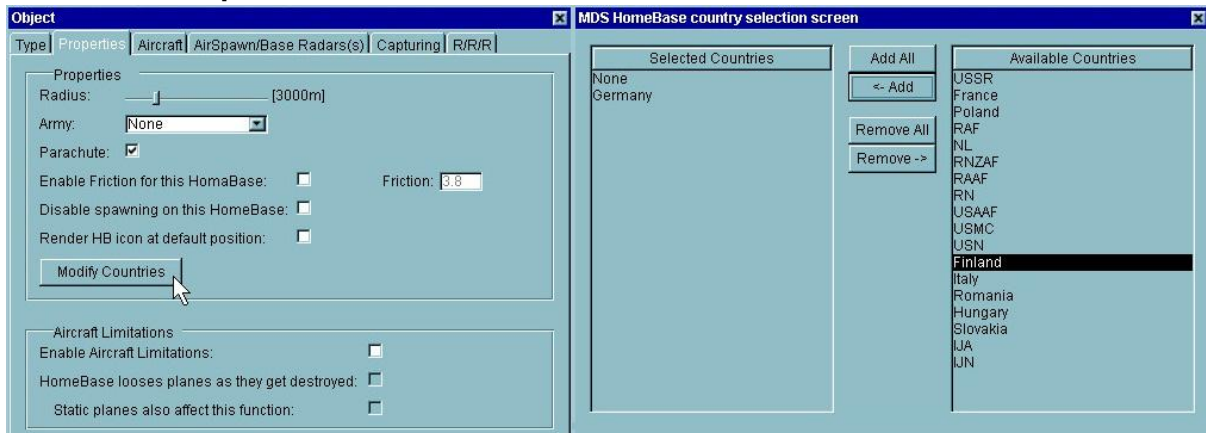 Object
Type Properties Aircraft AirSpawn/Base Radars(s) Capturing R/R/R
Properties
Radius: [3000m]
Army: None
Parachute:
Enable Friction for this HomaBase: Friction: 3.8
Disable spawning on this HomeBase:
Render HB icon at default position:
Modify Countries
Aircraft Limitations
Enable Aircraft Limitations:
HomeBase looses planes as they get destroyed:
Static planes also affect this function:
MDS HomeBase country selection screen
Selected Countries
None
Germany
Add All
<- Add
Remove All
Remove ->
Available Countries
USSR
France
Poland
RAF
NL
RNZAF
RAAF
RN
USAAF
USMC
USN
Finland
Italy
Romania
Hungary
Slovakia
IJA
IJN